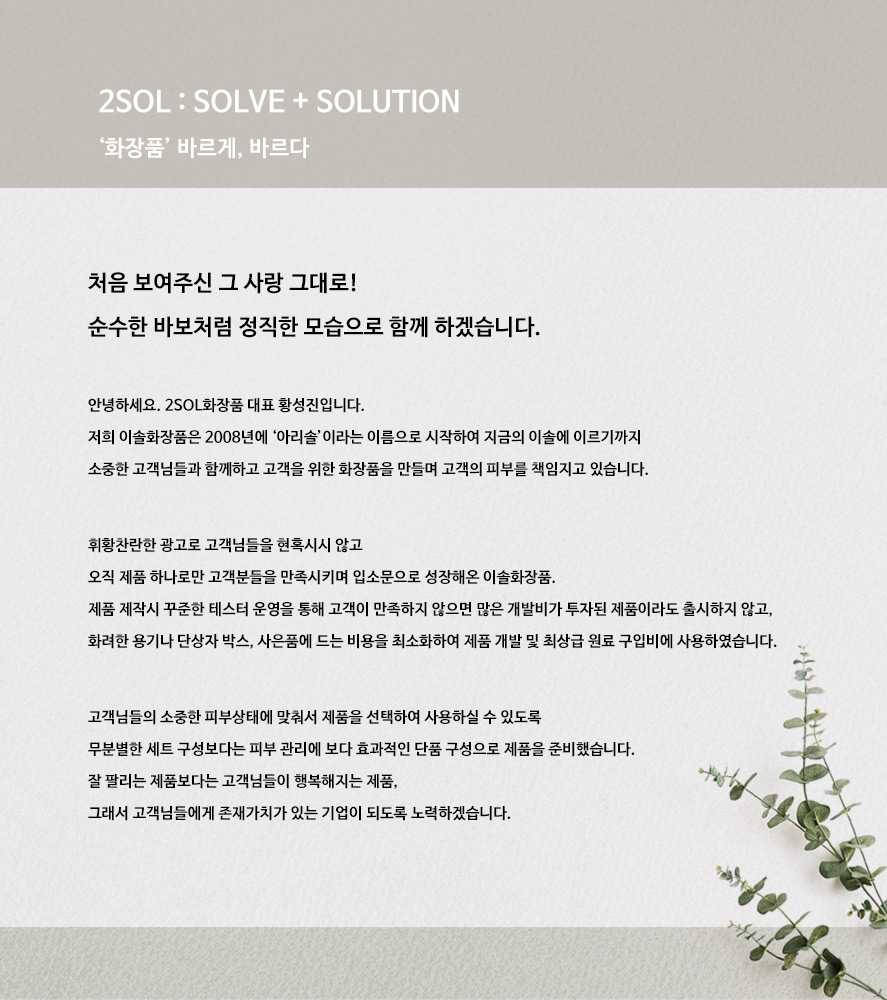 2SOL : SOLVE + SOLUTION
‘화장품’ 바르게, 바르다
처음 보여주신 그 사랑 그대로!
순수한 바보처럼 정직한 모습으로 함께 하겠습니다.
안녕하세요. 2SOL화장품 대표 황성진입니다.
저희 이솔화장품은 2008년에 ‘아리솔’이라는 이름으로 시작하여 지금의 이솔에 이르기까지
소중한 고객님들과 함께하고 고객을 위한 화장품을 만들며 고객의 피부를 책임지고 있습니다.
휘황찬란한 광고로 고객님들을 현혹시시 않고
오직 제품 하나로만 고객분들을 만족시키며 입소문으로 성장해온 이솔화장품.
제품 제작시 꾸준한 테스터 운영을 통해 고객이 만족하지 않으면 많은 개발비가 투자된 제품이라도 출시하지 않고,
화려한 용기나 단상자 박스, 사은품에 드는 비용을 최소화하여 제품 개발 및 최상급 원료 구입비에 사용하였습니다.
고객님들의 소중한 피부상태에 맞춰서 제품을 선택하여 사용하실 수 있도록
무분별한 세트 구성보다는 피부 관리에 보다 효과적인 단품 구성으로 제품을 준비했습니다.
잘 팔리는 제품보다는 고객님들이 행복해지는 제품,
그래서 고객님들에게 존재가치가 있는 기업이 되도록 노력하겠습니다.